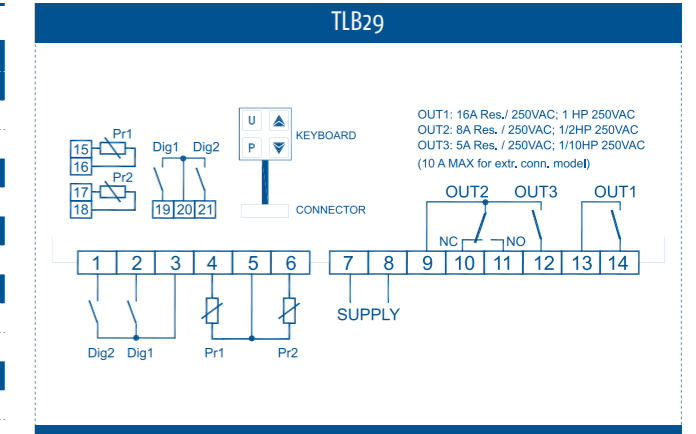 TLB29
OUT1: 16A Res./ 250VAC; 1 HP 250VAC
OUT2: 8A Res. / 250VAC; 1/2HP 250VAC
OUT3: 5A Res. / 250VAC; 1/10HP 250VAC
(10 A MAX for extr. conn. model)
U
P
KEYBOARD
CONNECTOR
Pr1
15
16
Pr2
17
18
Dig1 Dig2
19 20 21
OUT2 OUT3 OUT1
NC NO
1 2 3 4 5 6 7 8 9 10 11 12 13 14
SUPPLY
Dig2 Dig1 Pr1 Pr2